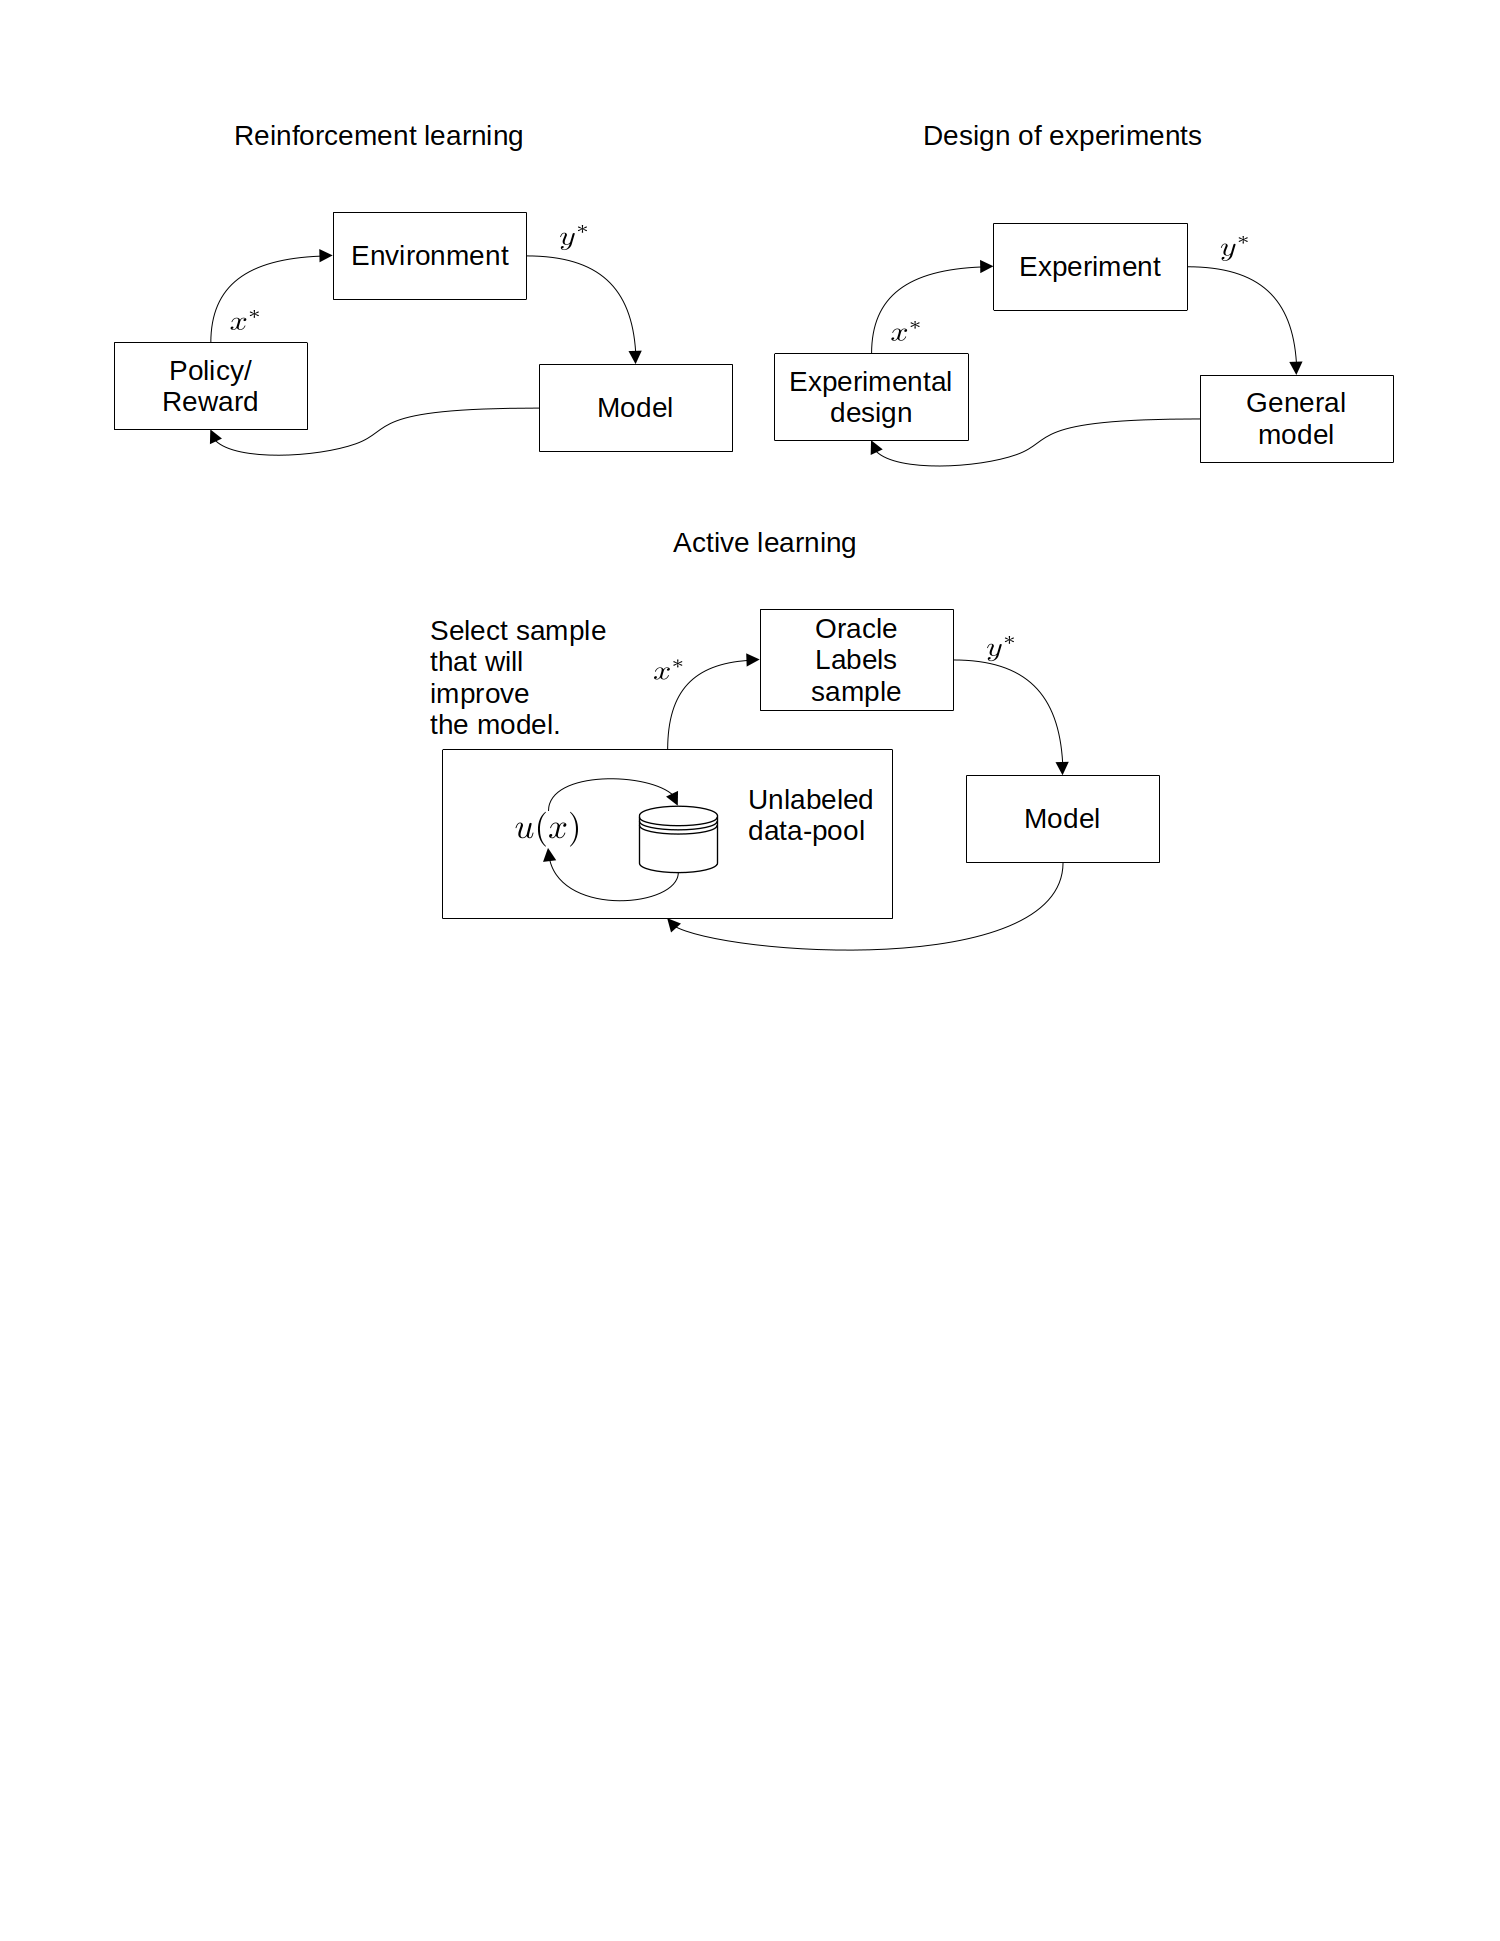 Reinforcement learning
Environment
y*
x*
Policy/
Reward
Model
Design of experiments
Experiment
y*
x*
Experimental
design
General
model
Active learning
Select sample
that will
improve
the model.
x*
Oracle
Labels
sample
y*
u(x)
Unlabeled
data-pool
Model